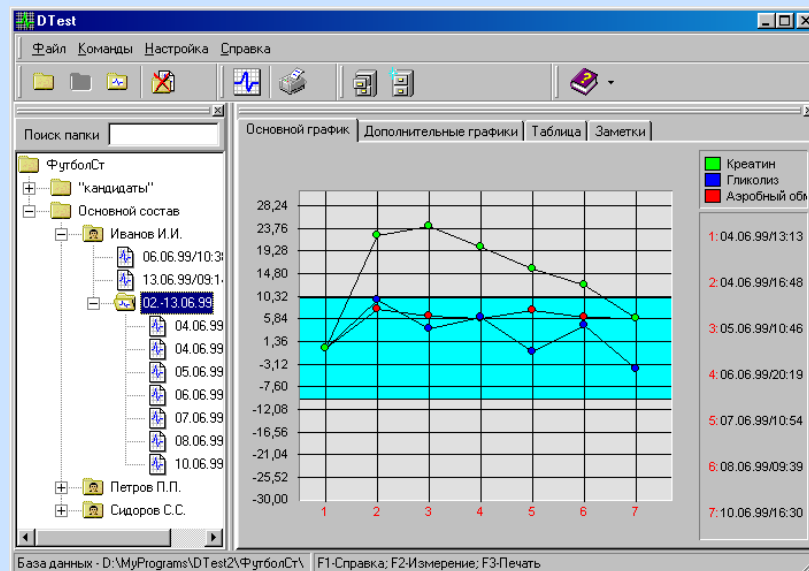 DTest
Файл Команды Настройка Справка
Поиск папки
ФутболСт
"кандидаты"
Основной состав
Иванов И.И.
06.06.99/10:3
13.06.99/09:1
02.-13.06.99
04.06.99
04.06.99
05.06.99
06.06.99
07.06.99
08.06.99
10.06.99
Петров П.П.
Сидоров С.С.
Основной график Дополнительные графики Таблица Заметки
28,24
23,76
19,28
14,80
10,32
5,84
1,36
-3,12
-7,60
-12,08
-16,56
-21,04
-25,52
-30,00
1 2 3 4 5 6 7
Креатин
Гликолиз
Аэробный обм
1:04.06.99/13:13
2:04.06.99/16:48
3:05.06.99/10:46
4:06.06.99/20:19
5:07.06.99/10:54
6:08.06.99/09:39
7:10.06.99/16:30
База данных - D:\MyPrograms\DTest2\ФутболСт\ F1-Справка; F2-Измерение; F3-Печать